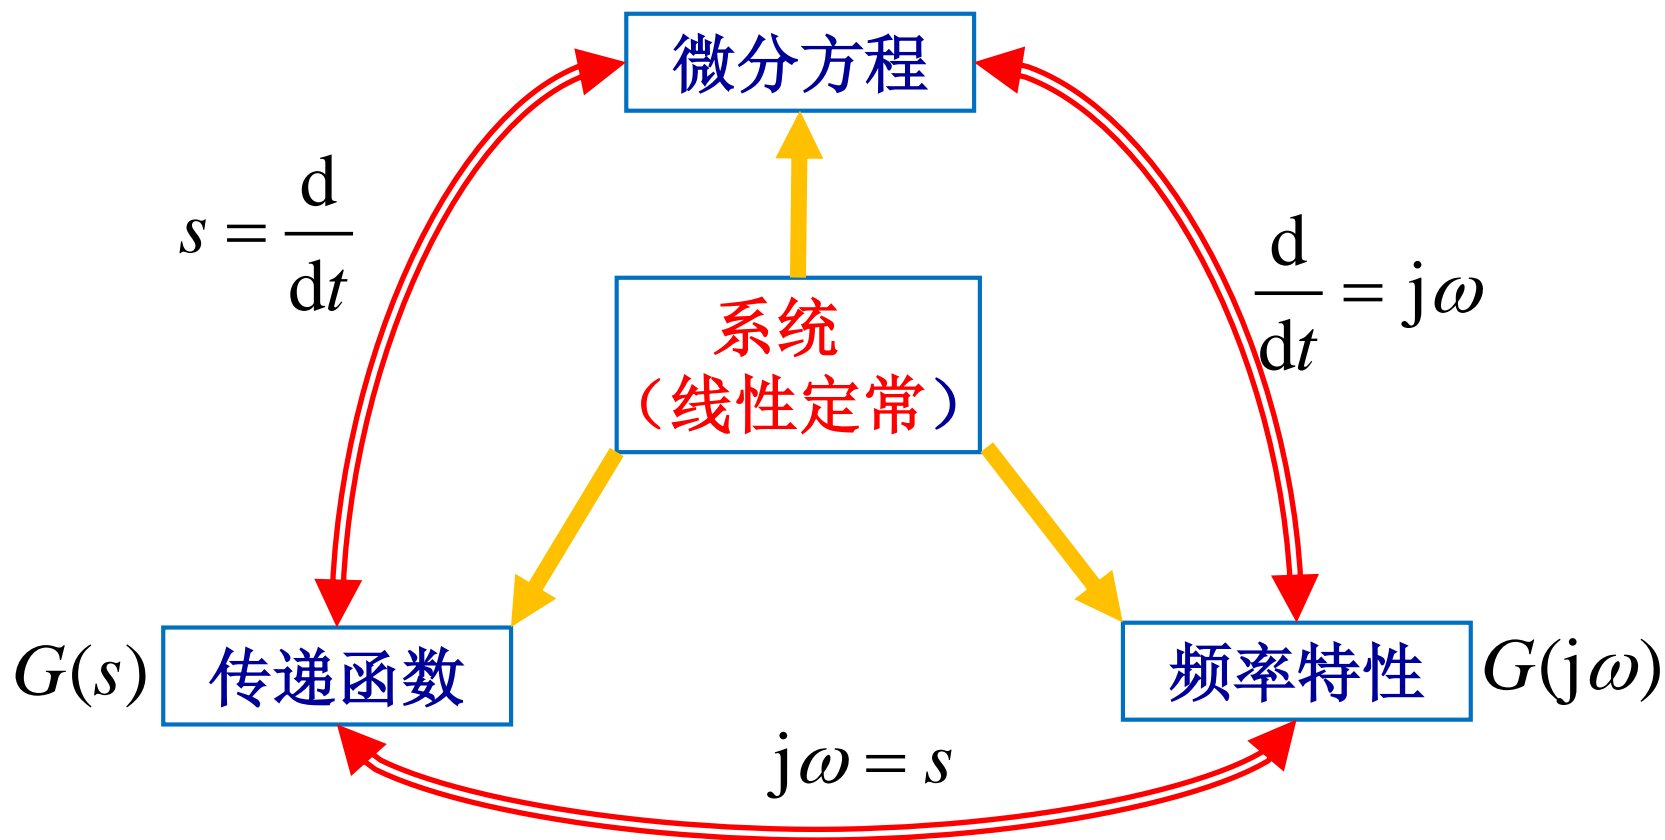 微分方程
s = d/dt
d/dt = jω
系统
（线性定常）
G(s)
传递函数
频率特性
G(jω)
jω = s